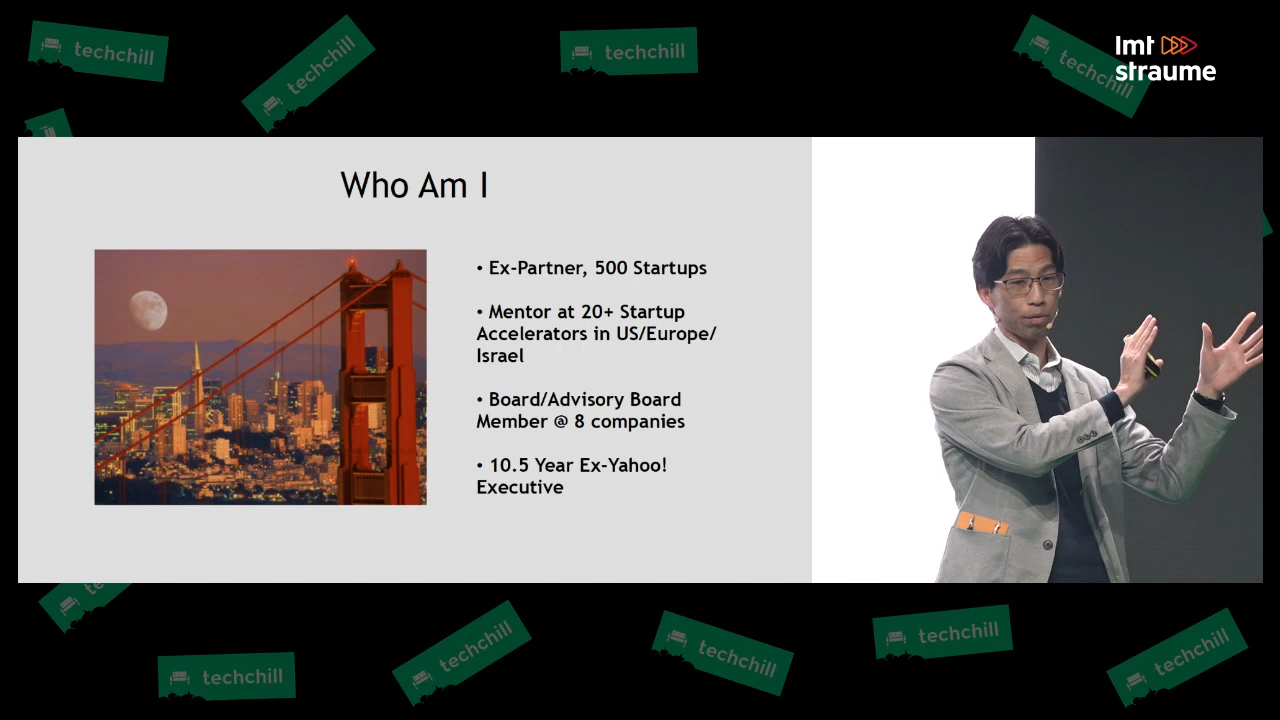 techchill
techchill
techchill
techchill
lmt
straume
Who Am I
• Ex-Partner, 500 Startups
• Mentor at 20+ Startup
Accelerators in US/Europe/
Israel
• Board/Advisory Board
Member @ 8 companies
• 10.5 Year Ex-Yahoo!
Executive
techchill
techchill
techchill
techchill
techchill